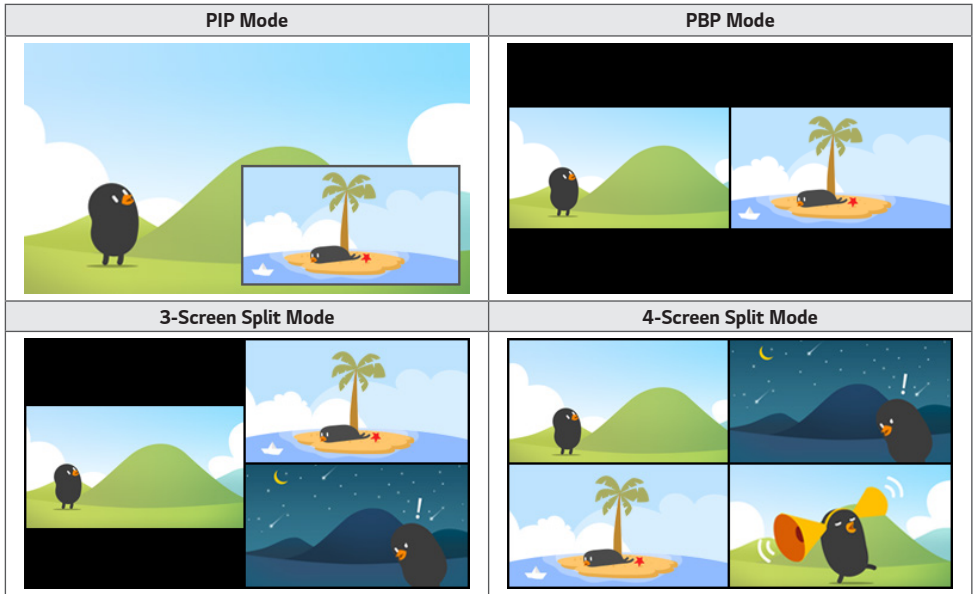 PIP Mode
PBP Mode
3-Screen Split Mode
4-Screen Split Mode
!
!